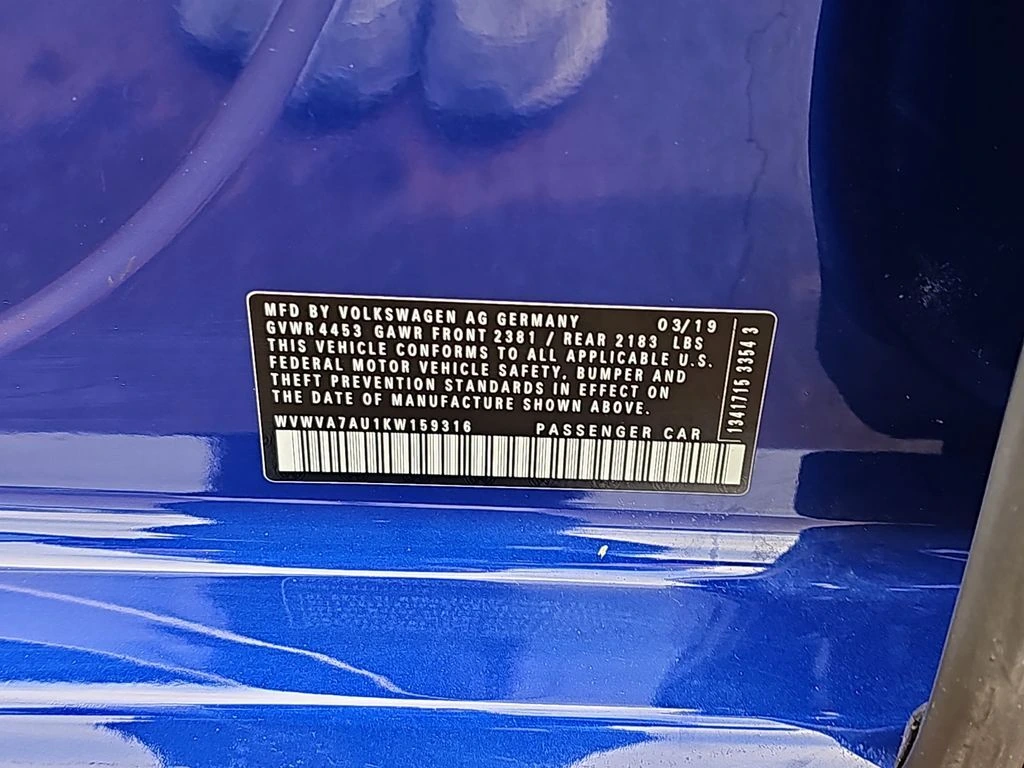 MFD BY VOLKSWAGEN AG GERMANY 03/19
GVWR 4453 GAWR FRONT 2381 / REAR 2183 LBS
THIS VEHICLE CONFORMS TO ALL APPLICABLE U.S.
FEDERAL MOTOR VEHICLE SAFETY, BUMPER AND
THEFT PREVENTION STANDARDS IN EFFECT ON
THE DATE OF MANUFACTURE SHOWN ABOVE.
WVWVA7AU1KW159316 PASSENGER CAR
1341715 33543